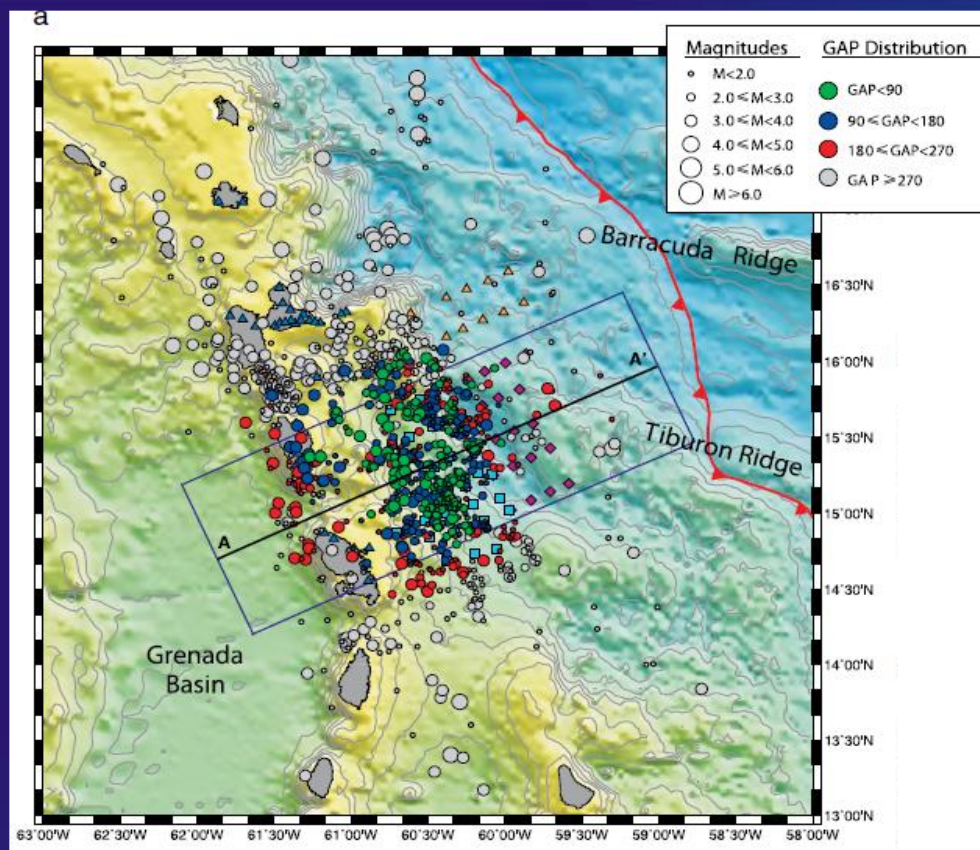 a
Magnitudes
M<2.0
2.0≤M<3.0
3.0≤M<4.0
4.0≤M<5.0
5.0≤M<6.0
M≥6.0
GAP Distribution
GAP<90
90≤GAP<180
180≤GAP<270
GAP≥270
Barracuda Ridge
16˚30'N
A'
16˚00'N
Tiburon Ridge
15˚30'N
15˚00'N
A
14˚30'N
Grenada
Basin
14˚00'N
13˚30'N
13˚00'N
63˚00'W 62˚30'W 62˚00'W 61˚30'W 61˚00'W 60˚30'W 60˚00'W 59˚30'W 59˚00'W 58˚30'W 58˚00'W